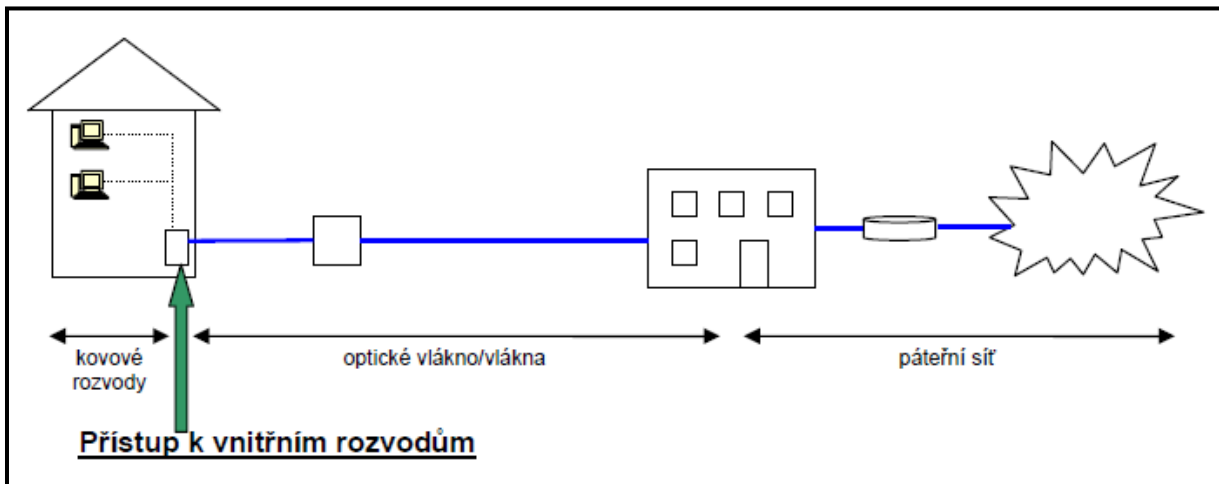 kovové
rozvody
optické vlákno/vlákna
páteřní síť
Přístup k vnitřním rozvodům